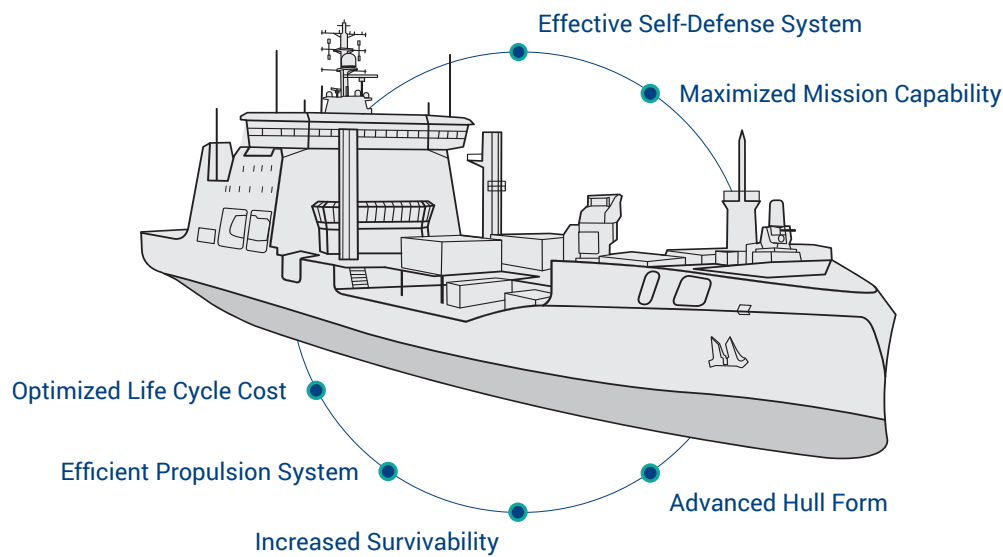 Effective Self-Defense System
Maximized Mission Capability
Optimized Life Cycle Cost
Efficient Propulsion System
Advanced Hull Form
Increased Survivability